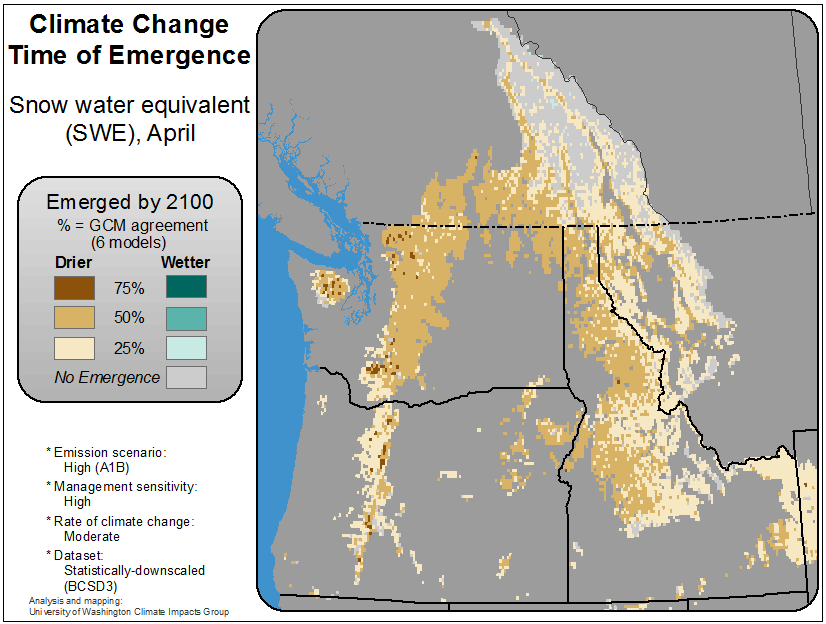 Climate Change
Time of Emergence
Snow water equivalent
(SWE), April
Emerged by 2100
% = GCM agreement
(6 models)
Drier Wetter
75%
50%
25%
No Emergence
* Emission scenario:
High (A1B)
* Management sensitivity:
High
* Rate of climate change:
Moderate
* Dataset:
Statistically-downscaled
(BCSD3)
Analysis and mapping:
University of Washington Climate Impacts Group